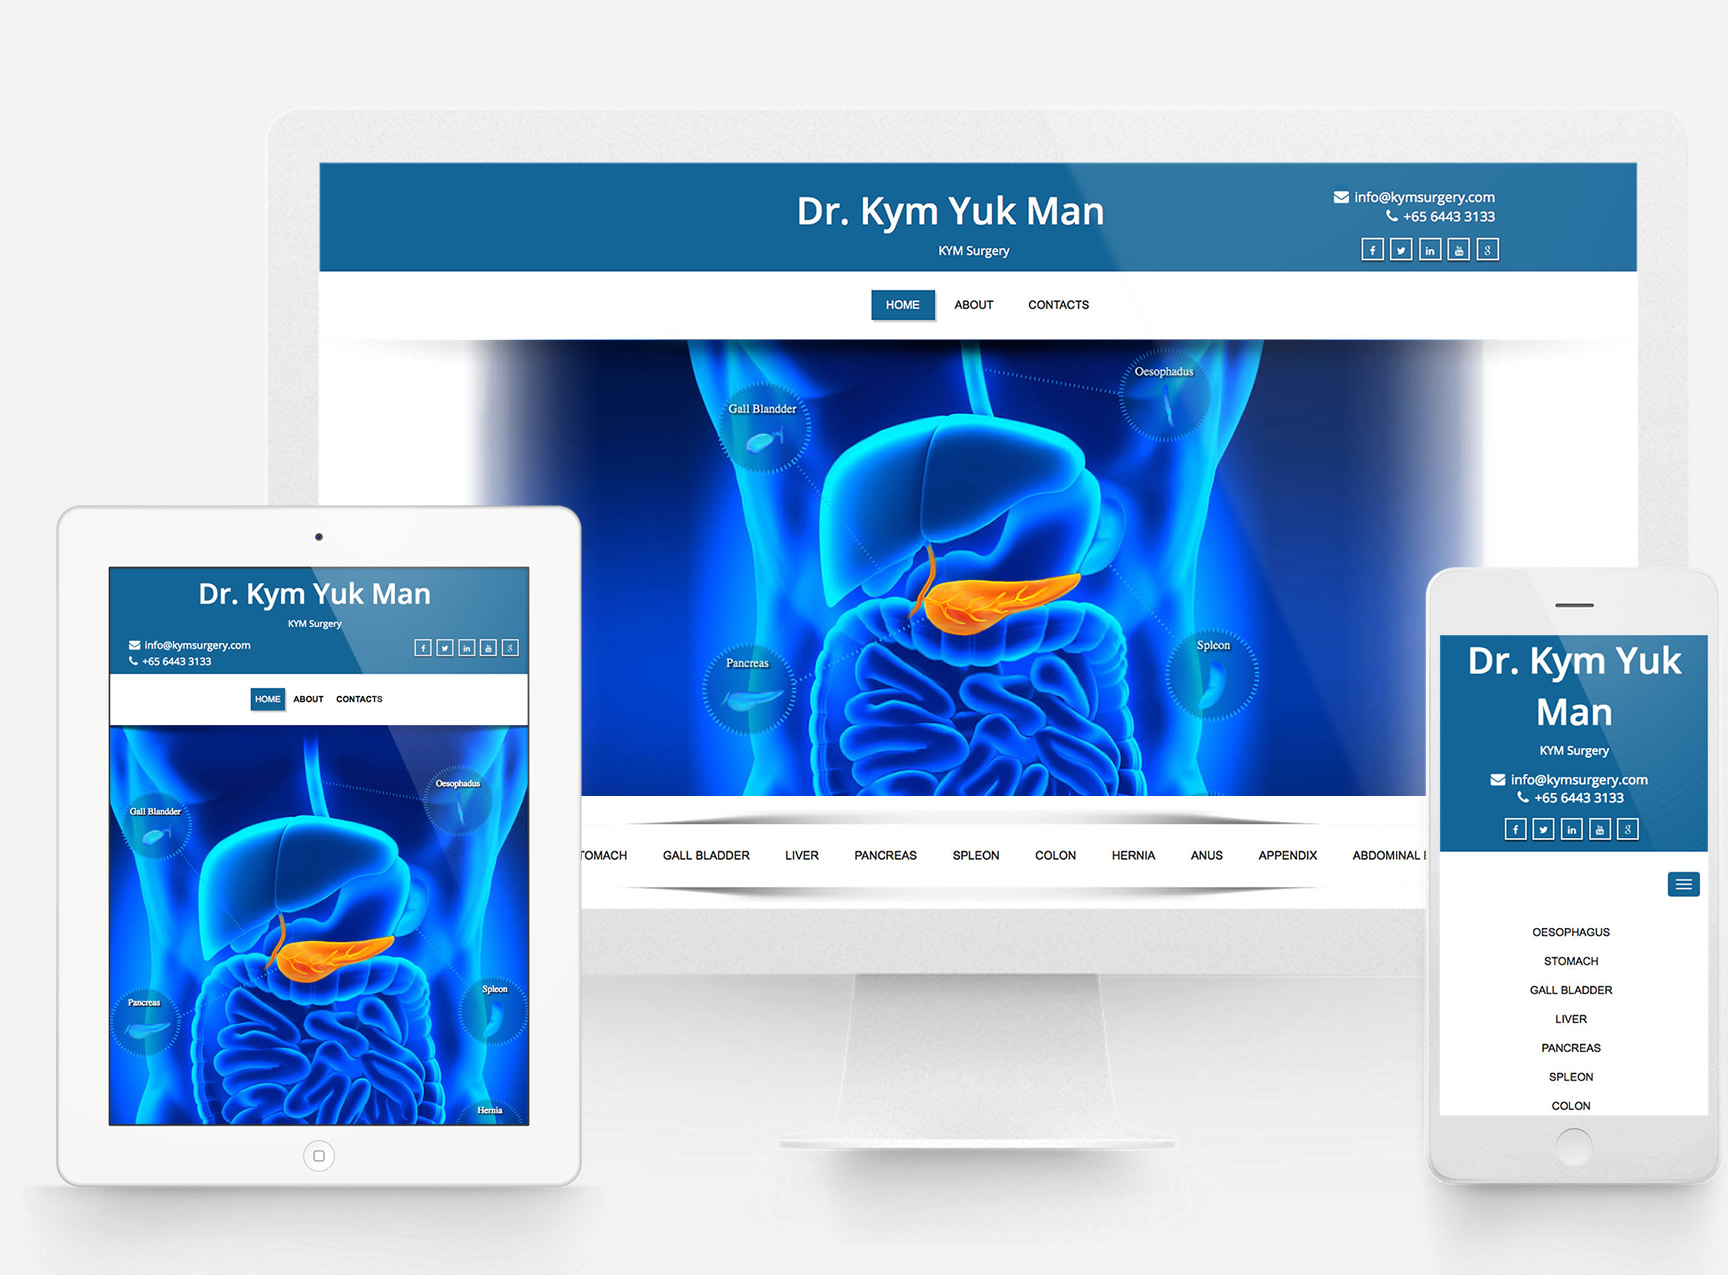 Dr. Kym Yuk Man
KYM Surgery
info@kymsurgery.com
+65 6443 3133
HOME ABOUT CONTACTS
Oesophadus
Gall Blandder
Pancreas
Spleon
TOMACH GALL BLADDER LIVER PANCREAS SPLEON COLON HERNIA ANUS APPENDIX ABDOMINAL
Dr. Kym Yuk Man
KYM Surgery
info@kymsurgery.com
+65 6443 3133
HOME ABOUT CONTACTS
Oesophadus
Gall Blandder
Pancreas
Spleon
Hernia
Dr. Kym Yuk
Man
KYM Surgery
info@kymsurgery.com
+65 6443 3133
OESOPHAGUS
STOMACH
GALL BLADDER
LIVER
PANCREAS
SPLEON
COLON